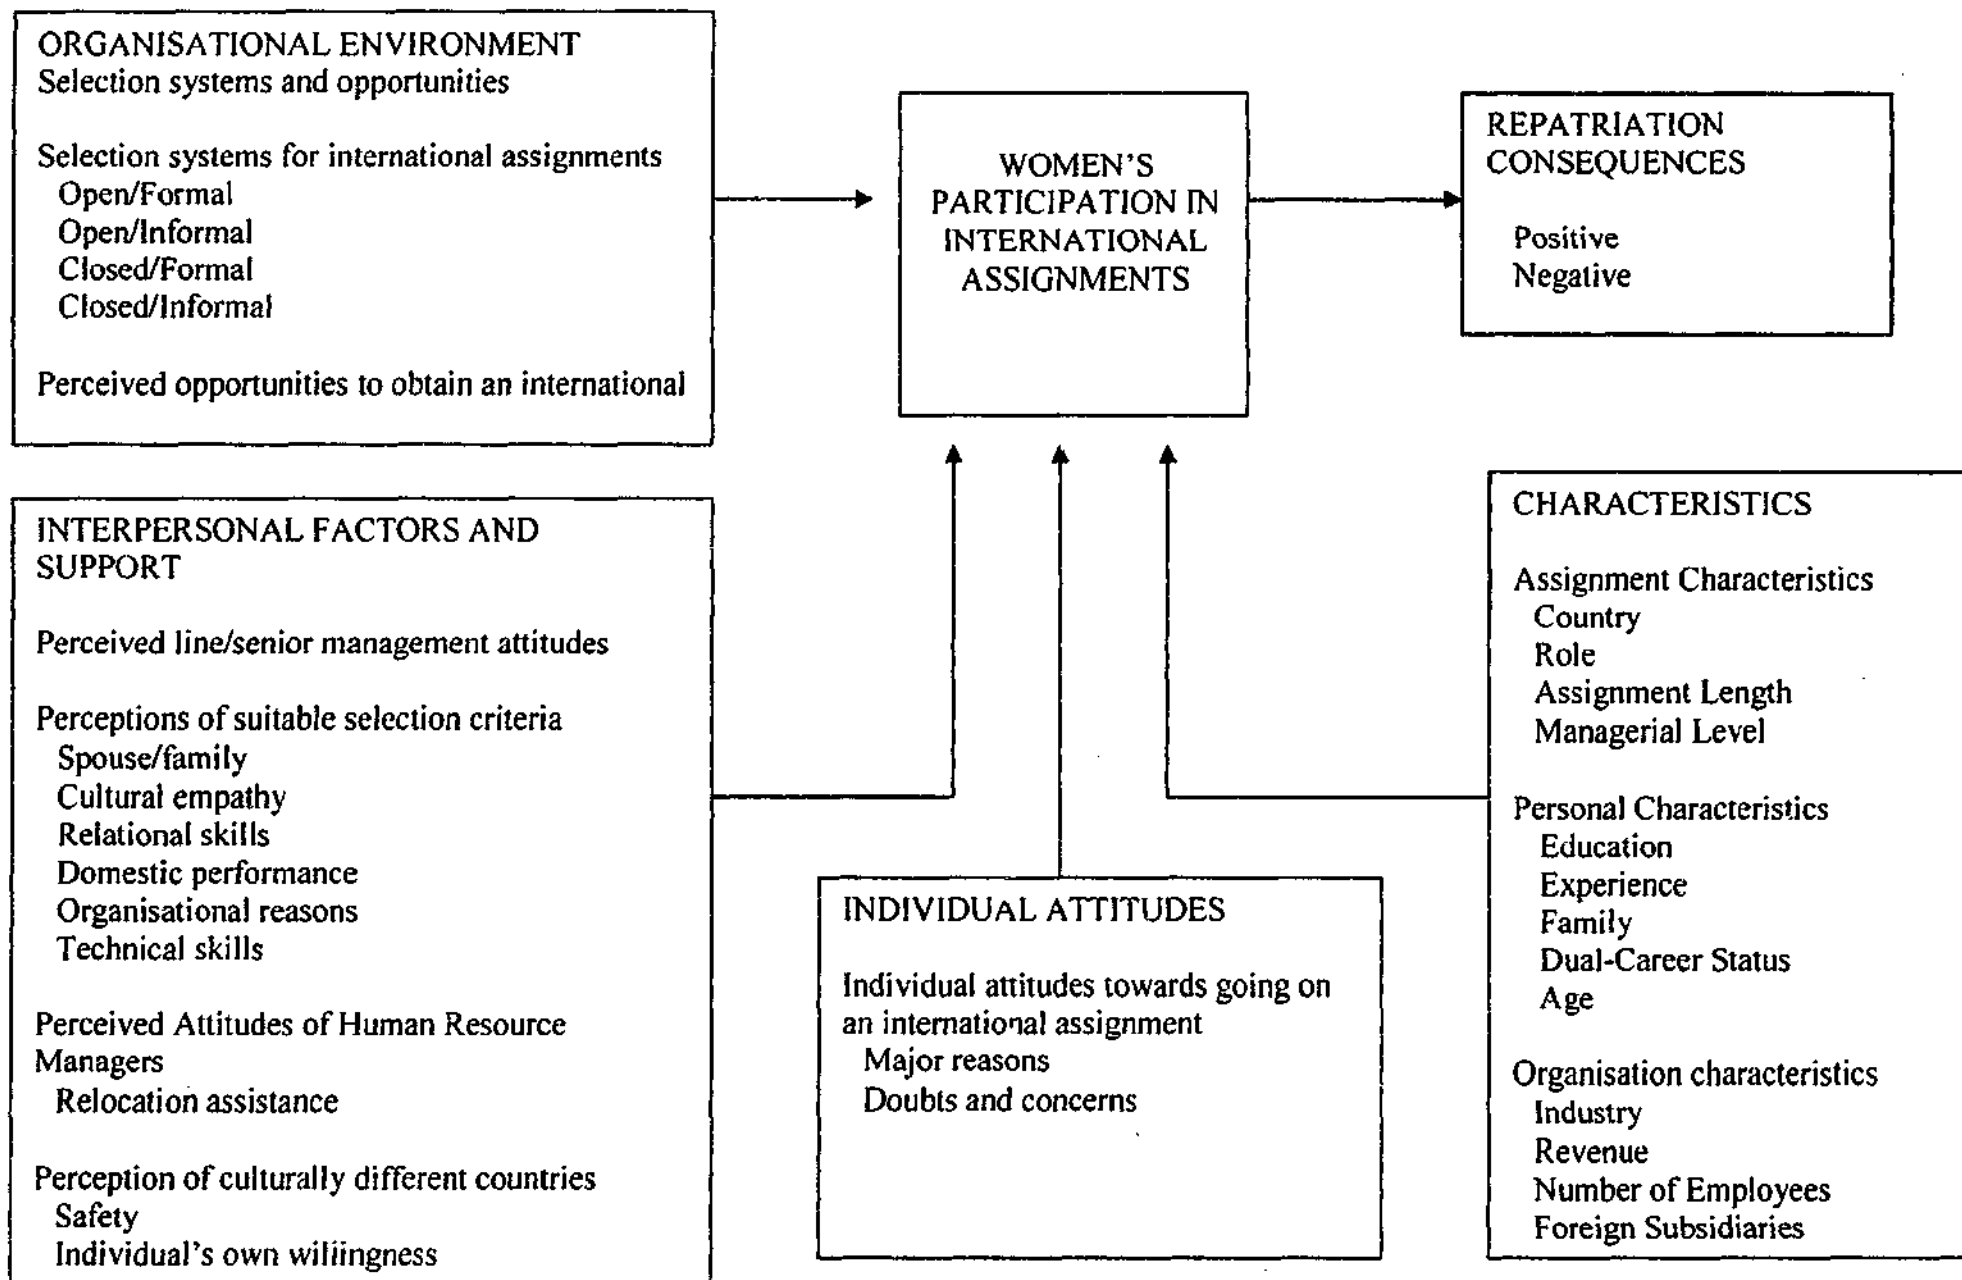 ORGANISATIONAL ENVIRONMENT
Selection systems and opportunities
Selection systems for international assignments
Open/Formal
Open/Informal
Closed/Formal
Closed/Informal
Perceived opportunities to obtain an international
WOMEN'S
PARTICIPATION IN
INTERNATIONAL
ASSIGNMENTS
REPATRIATION
CONSEQUENCES
Positive
Negative
INTERPERSONAL FACTORS AND
SUPPORT
Perceived line/senior management attitudes
Perceptions of suitable selection criteria
Spouse/family
Cultural empathy
Relational skills
Domestic performance
Organisational reasons
Technical skills
Perceived Attitudes of Human Resource
Managers
Relocation assistance
Perception of culturally different countries
Safety
Individual's own willingness
INDIVIDUAL ATTITUDES
Individual attitudes towards going on
an international assignment
Major reasons
Doubts and concerns
CHARACTERISTICS
Assignment Characteristics
Country
Role
Assignment Length
Managerial Level
Personal Characteristics
Education
Experience
Family
Dual-Career Status
Age
Organisation characteristics
Industry
Revenue
Number of Employees
Foreign Subsidiaries